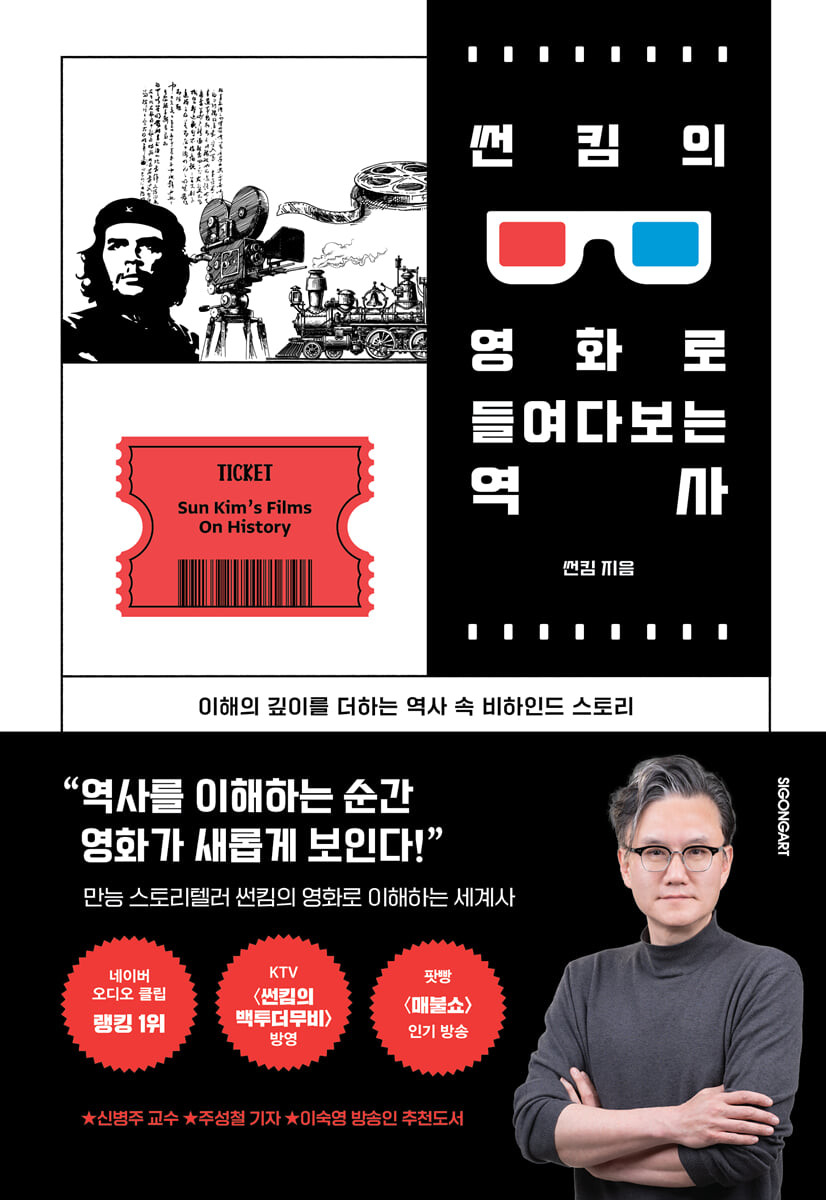 썬킴의
영화로
들여다보는
역사
썬킴 지음
TICKET
Sun Kim's Films
On History
이해의 깊이를 더하는 역사 속 비하인드 스토리
“역사를 이해하는 순간
영화가 새롭게 보인다!”
만능 스토리텔러 썬킴의 영화로 이해하는 세계사
네이버
오디오 클립
랭킹 1위
KTV
〈썬킴의
백투더무비〉
방영
팟빵
〈매불쇼〉
인기 방송
★신병주 교수 ★주성철 기자 ★이숙영 방송인 추천도서
SIGONGART